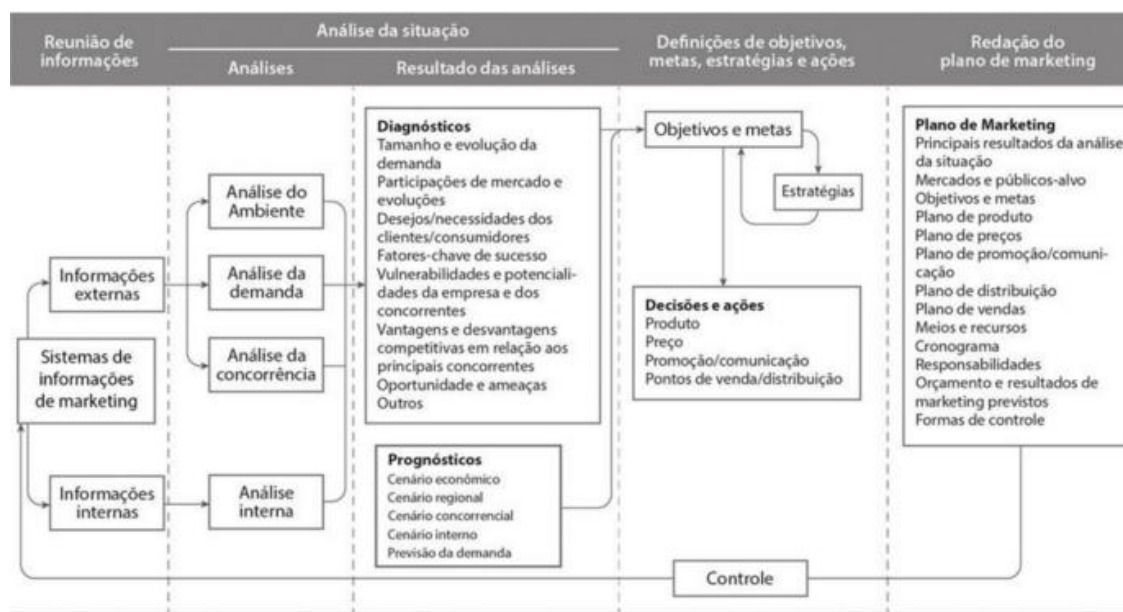 Reunião de
informações
Análise da situação
Análises
Resultado das análises
Definições de objetivos,
metas, estratégias e ações
Redação do
plano de marketing
Sistemas de
informações
de marketing
Informações
externas
Informações
internas
Análise do
Ambiente
Análise da
demanda
Análise da
concorrência
Análise
interna
Diagnósticos
Tamanho e evolução da
demanda
Participações de mercado e
evoluções
Desejos/necessidades dos
clientes/consumidores
Fatores-chave de sucesso
Vulnerabilidades e potenciali-
dades da empresa e dos
concorrentes
Vantagens e desvantagens
competitivas em relação aos
principais concorrentes
Oportunidade e ameaças
Outros
Prognósticos
Cenário econômico
Cenário regional
Cenário concorrencial
Cenário interno
Previsão da demanda
Objetivos e metas
Estratégias
Decisões e ações
Produto
Preço
Promoção/comunicação
Pontos de venda/distribuição
Plano de Marketing
Principais resultados da análise
da situação
Mercados e públicos-alvo
Objetivos e metas
Plano de produto
Plano de preços
Plano de promoção/comuni-
cação
Plano de distribuição
Plano de vendas
Meios e recursos
Cronograma
Responsabilidades
Orçamento e resultados de
marketing previstos
Formas de controle
Controle